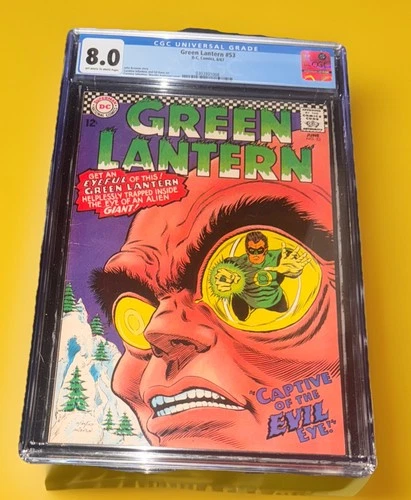 CGC UNIVERSAL GRADE
8.0
Green Lantern #53
D.C. Comics, 6/67
DC
12¢
JUNE
GREEN
LANTERN
GET AN
EYEFUL OF THIS!
GREEN LANTERN
HELPLESSLY TRAPPED INSIDE
THE EYE OF AN ALIEN
GIANT!
"CAPTIVE
OF THE
EVIL
EYE!"